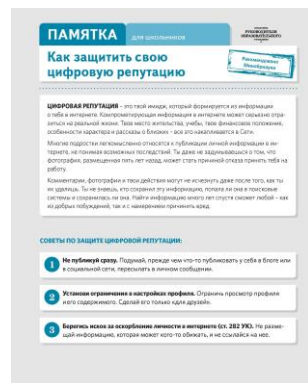 ПАМЯТКА ДЛЯ ШКОЛЬНИКОВ
РУКОВОДИТЕЛЯ
ОБРАЗОВАТЕЛЬНОГО
Как защитить свою
цифровую репутацию
Рекомендовано
Минобрнауки
ЦИФРОВАЯ РЕПУТАЦИЯ – это твой имидж, который формируется из информации
о тебе в интернете. Компрометирующая информация в интернете может серьезно отра-
зиться на реальной жизни. Твое место жительства, учебы, твое финансовое положение,
особенности характера и рассказы о близких – все это накапливается в Сети.
Многие подростки легкомысленно относятся к публикации личной информации в ин-
тернете, не понимая возможных последствий. Ты даже не задумываешься о том, что
фотография, размещенная пять лет назад, может стать причиной отказа принять тебя на
работу.
Комментарии, фотографии и твои действия могут не исчезнуть даже после того, как ты
их удалишь. Ты не знаешь, кто сохранил эту информацию, попала ли она в поисковые
системы и сохранилась ли она. Найти информацию много лет спустя сможет любой – как
из добрых побуждений, так и с намерением причинить вред.
СОВЕТЫ ПО ЗАЩИТЕ ЦИФРОВОЙ РЕПУТАЦИИ:
1 Не публикуй сразу. Подумай, прежде чем что-то публиковать у себя в блоге или
в социальной сети, пересылать в личном сообщении.
2 Установи ограничения в настройках профиля. Ограничь просмотр профиля
и его содержимого. Сделай его только «для друзей».
3 Берегись исков за оскорбление личности в интернете (ст. 282 УК). Не разме-
щай информацию, которая может кого-то обижать, и не ссылайся на нее.